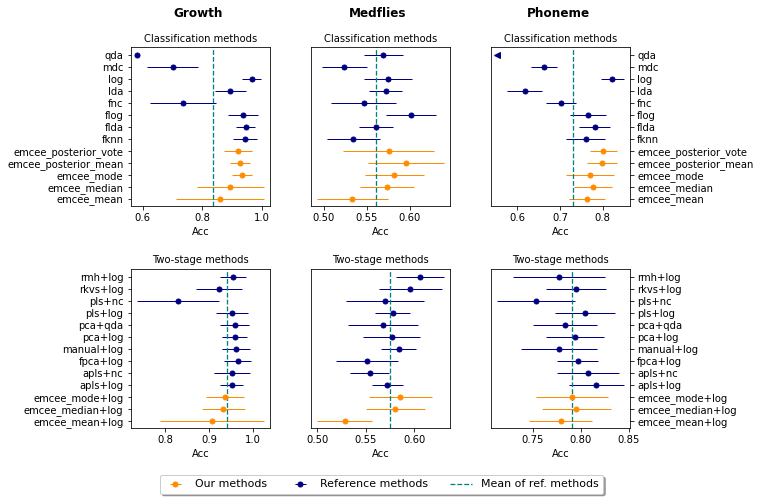 Growth Medflies Phoneme
Classification methods Classification methods Classification methods
qda qda
mdc mdc
log log
lda lda
fnc fnc
flog flog
flda flda
fknn fknn
emcee_posterior_vote emcee_posterior_vote
emcee_posterior_mean emcee_posterior_mean
emcee_mode emcee_mode
emcee_median emcee_median
emcee_mean emcee_mean
0.6 0.8 1.0 0.50 0.55 0.60 0.6 0.7 0.8
Acc Acc Acc
Two-stage methods Two-stage methods Two-stage methods
rmh+log rmh+log
rkvs+log rkvs+log
pls+nc pls+nc
pls+log pls+log
pca+qda pca+qda
pca+log pca+log
manual+log manual+log
fpca+log fpca+log
apls+nc apls+nc
apls+log apls+log
emcee_mode+log emcee_mode+log
emcee_median+log emcee_median+log
emcee_mean+log emcee_mean+log
0.8 0.9 1.0 0.50 0.55 0.60 0.75 0.80 0.85
Acc Acc Acc
Our methods Reference methods Mean of ref. methods